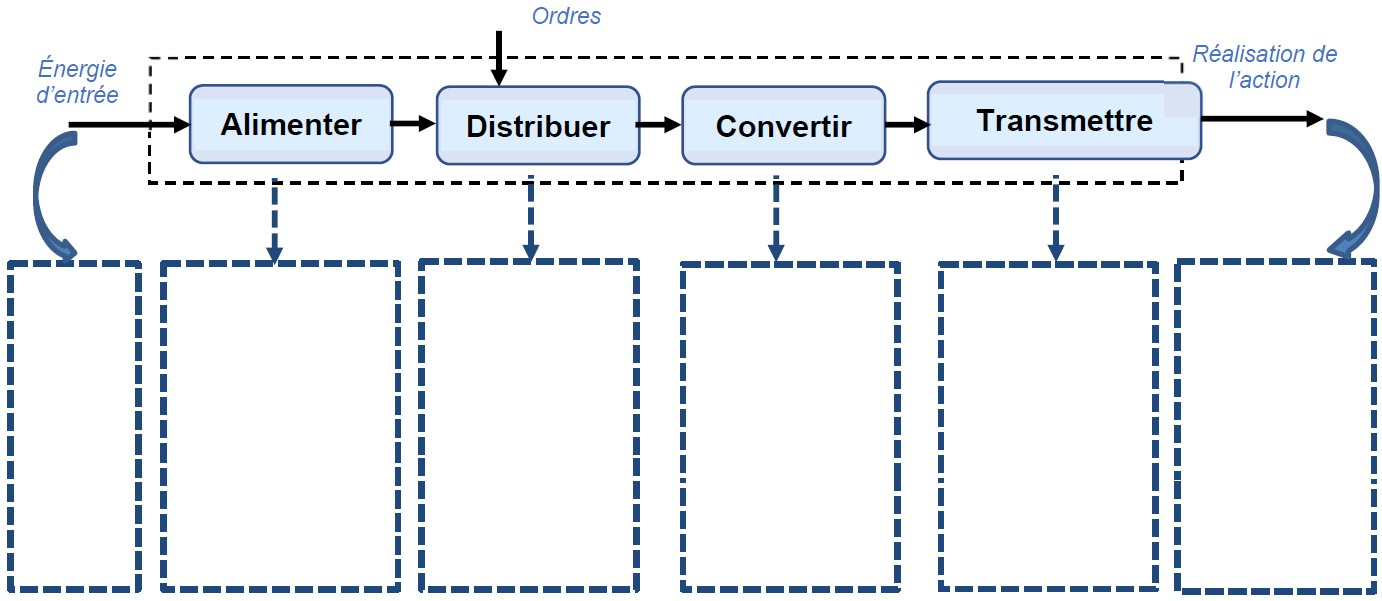 Ordres
Énergie
d’entrée
Réalisation de
l’action
Alimenter
Distribuer
Convertir
Transmettre